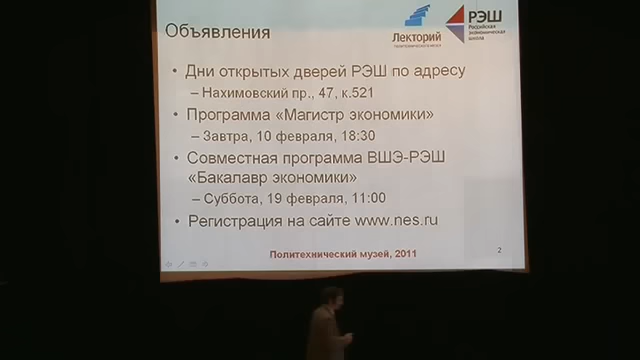 Объявления
Лекторий
политехнического музея
РЭШ
Российская
экономическая
школа
• Дни открытых дверей РЭШ по адресу
– Нахимовский пр., 47, к.521
• Программа «Магистр экономики»
– Завтра, 10 февраля, 18:30
• Совместная программа ВШЭ-РЭШ
«Бакалавр экономики»
– Суббота, 19 февраля, 11:00
• Регистрация на сайте www.nes.ru
Политехнический музей, 2011
2